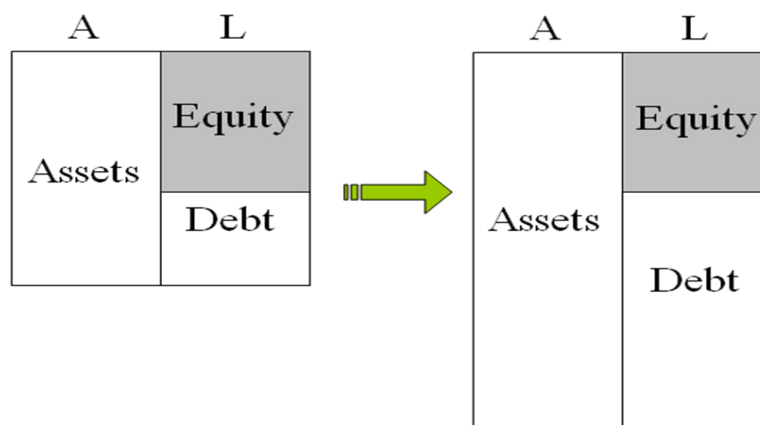 A L
Equity
Assets
Debt
A L
Equity
Assets
Debt